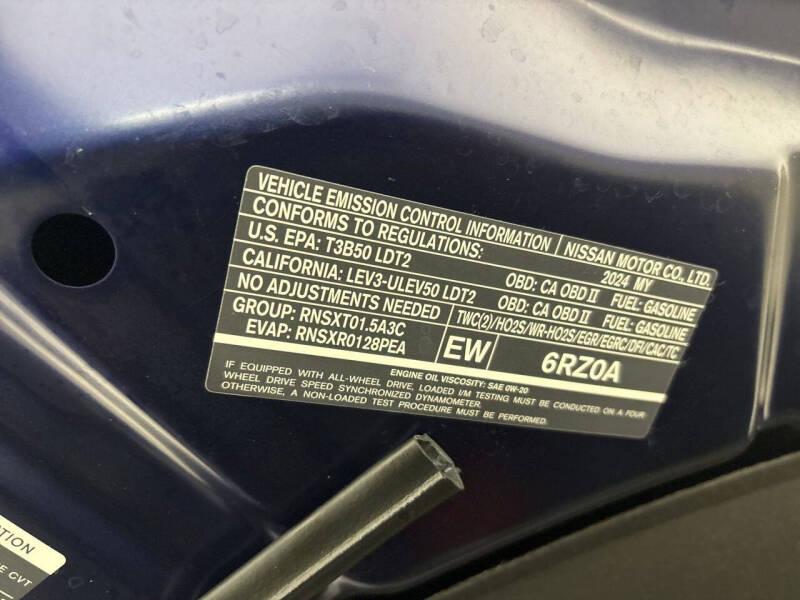 VEHICLE EMISSION CONTROL INFORMATION NISSAN MOTOR CO., LTD.
CONFORMS TO REGULATIONS: 2024 MY
U.S. EPA: T3B50 LDT2 OBD: CA OBD II FUEL: GASOLINE
CALIFORNIA: LEV3-ULEV50 LDT2 OBD: CA OBD II FUEL: GASOLINE
NO ADJUSTMENTS NEEDED TWC(2)/HO2S/WR-HO2S/EGR/EGRC/DFI/CAC/TC
GROUP: RNSXT01.5A3C
EVAP: RNSXR0128PEA EW 6RZ0A
ENGINE OIL VISCOSITY: SAE 0W-20
IF EQUIPPED WITH ALL-WHEEL DRIVE, LOADED I/M TESTING MUST BE CONDUCTED ON A FOUR
WHEEL DRIVE SPEED SYNCHRONIZED DYNAMOMETER.
OTHERWISE, A NON-LOADED TEST PROCEDURE MUST BE PERFORMED.
CVT